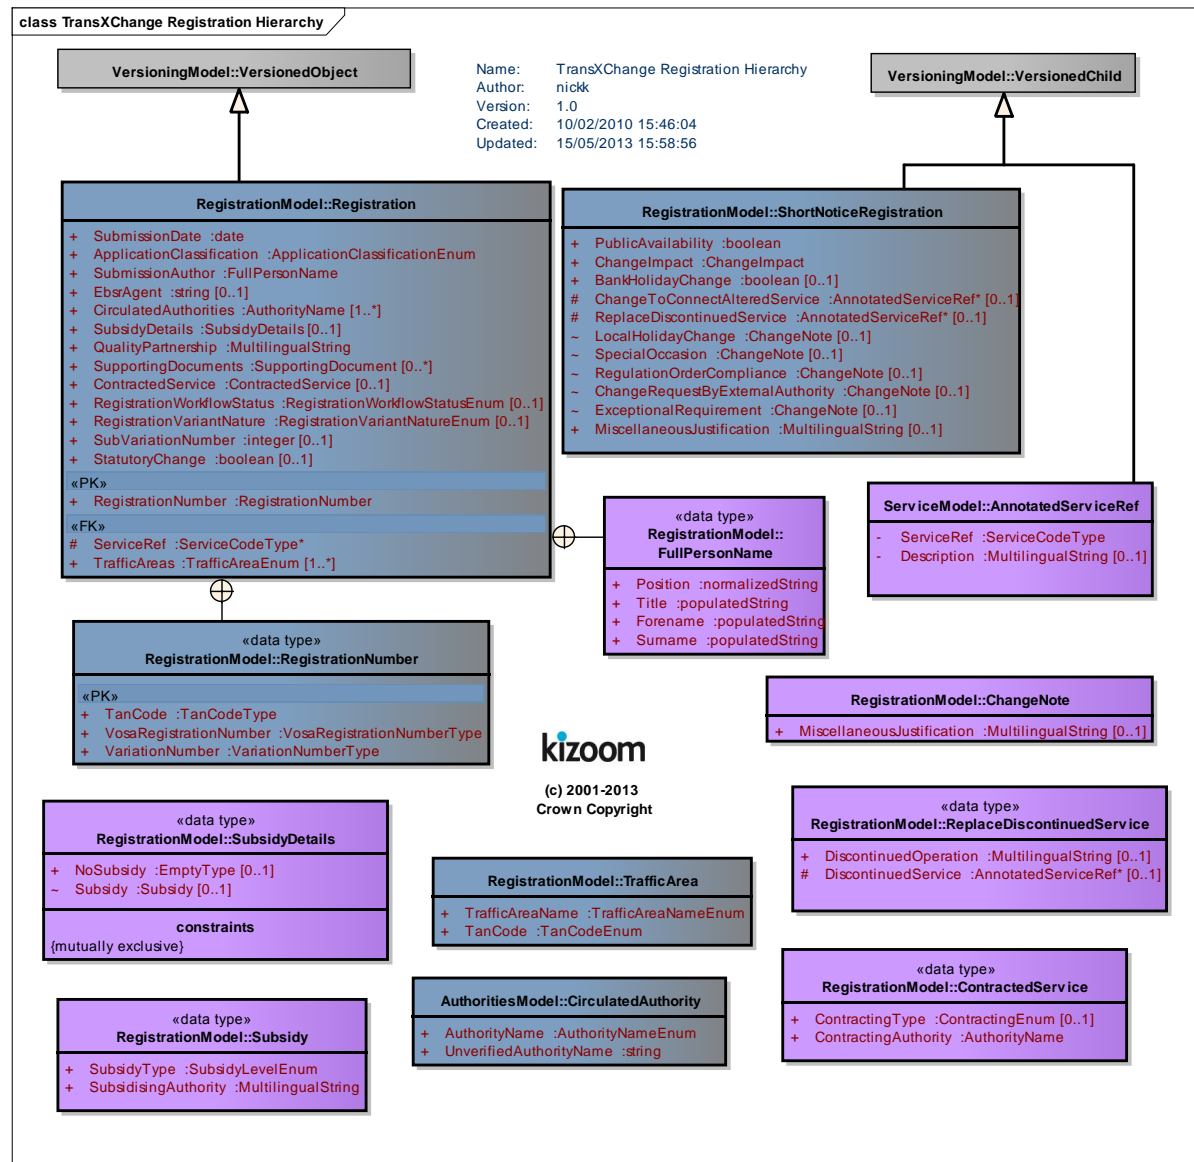 class TransXChange Registration Hierarchy
VersioningModel::VersionedObject
Name: TransXChange Registration Hierarchy
Author: nickk
Version: 1.0
Created: 10/02/2010 15:46:04
Updated: 15/05/2013 15:58:56
VersioningModel::VersionedChild
RegistrationModel::Registration
+ SubmissionDate :date
+ ApplicationClassification :ApplicationClassificationEnum
+ SubmissionAuthor :FullPersonName
+ EbsrAgent :string [0..1]
+ CirculatedAuthorities :AuthorityName [1..*]
+ SubsidyDetails :SubsidyDetails [0..1]
+ QualityPartnership :MultilingualString
+ SupportingDocuments :SupportingDocument [0..*]
+ ContractedService :ContractedService [0..1]
+ RegistrationWorkflowStatus :RegistrationWorkflowStatusEnum [0..1]
+ RegistrationVariantNature :RegistrationVariantNatureEnum [0..1]
+ SubVariationNumber :integer [0..1]
+ StatutoryChange :boolean [0..1]
«PK»
+ RegistrationNumber :RegistrationNumber
«FK»
# ServiceRef :ServiceCodeType*
+ TrafficAreas :TrafficAreaEnum [1..*]
RegistrationModel::ShortNoticeRegistration
+ PublicAvailability :boolean
+ ChangeImpact :ChangeImpact
+ BankHolidayChange :boolean [0..1]
# ChangeToConnectAlteredService :AnnotatedServiceRef* [0..1]
# ReplaceDiscontinuedService :AnnotatedServiceRef* [0..1]
~ LocalHolidayChange :ChangeNote [0..1]
~ SpecialOccasion :ChangeNote [0..1]
~ RegulationOrderCompliance :ChangeNote [0..1]
~ ChangeRequestByExternalAuthority :ChangeNote [0..1]
~ ExceptionalRequirement :ChangeNote [0..1]
+ MiscellaneousJustification :MultilingualString [0..1]
«data type»
RegistrationModel::
FullPersonName
+ Position :normalizedString
+ Title :populatedString
+ Forename :populatedString
+ Surname :populatedString
ServiceModel::AnnotatedServiceRef
- ServiceRef :ServiceCodeType
- Description :MultilingualString [0..1]
«data type»
RegistrationModel::RegistrationNumber
«PK»
+ TanCode :TanCodeType
+ VosaRegistrationNumber :VosaRegistrationNumberType
+ VariationNumber :VariationNumberType
RegistrationModel::ChangeNote
+ MiscellaneousJustification :MultilingualString [0..1]
kizoom
(c) 2001-2013
Crown Copyright
«data type»
RegistrationModel::SubsidyDetails
+ NoSubsidy :EmptyType [0..1]
~ Subsidy :Subsidy [0..1]
constraints
{mutually exclusive}
«data type»
RegistrationModel::ReplaceDiscontinuedService
+ DiscontinuedOperation :MultilingualString [0..1]
# DiscontinuedService :AnnotatedServiceRef* [0..1]
RegistrationModel::TrafficArea
+ TrafficAreaName :TrafficAreaNameEnum
+ TanCode :TanCodeEnum
«data type»
RegistrationModel::ContractedService
+ ContractingType :ContractingEnum [0..1]
+ ContractingAuthority :AuthorityName
AuthoritiesModel::CirculatedAuthority
+ AuthorityName :AuthorityNameEnum
+ UnverifiedAuthorityName :string
«data type»
RegistrationModel::Subsidy
+ SubsidyType :SubsidyLevelEnum
+ SubsidisingAuthority :MultilingualString